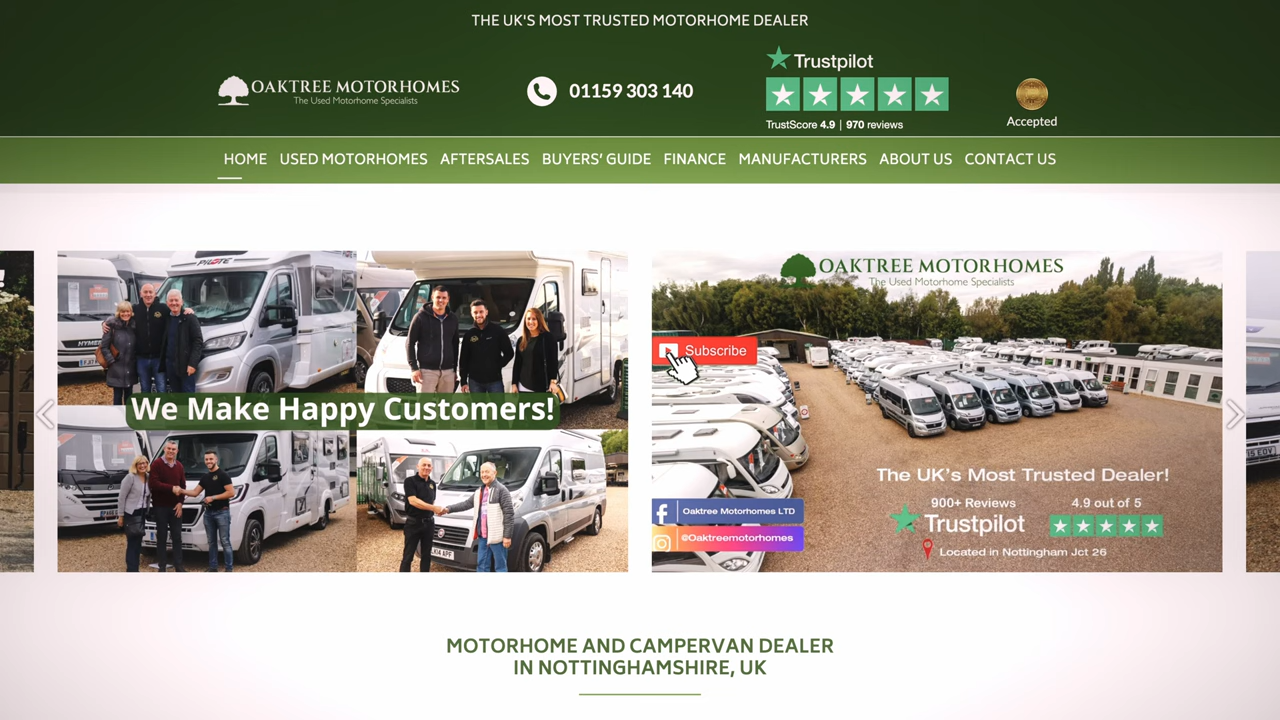 THE UK'S MOST TRUSTED MOTORHOME DEALER
OAKTREE MOTORHOMES
The Used Motorhome Specialists
01159 303 140
Trustpilot
TrustScore 4.9 | 970 reviews
Accepted
HOME USED MOTORHOMES AFTERSALES BUYERS' GUIDE FINANCE MANUFACTURERS ABOUT US CONTACT US
PILOTE
We Make Happy Customers!
OAKTREE MOTORHOMES
The Used Motorhome Specialists
Subscribe
The UK's Most Trusted Dealer!
900+ Reviews
4.9 out of 5
Trustpilot
Oaktree Motorhomes LTD
@Oaktreemotorhomes
Located in Nottingham Jct 26
MOTORHOME AND CAMPERVAN DEALER
IN NOTTINGHAMSHIRE, UK